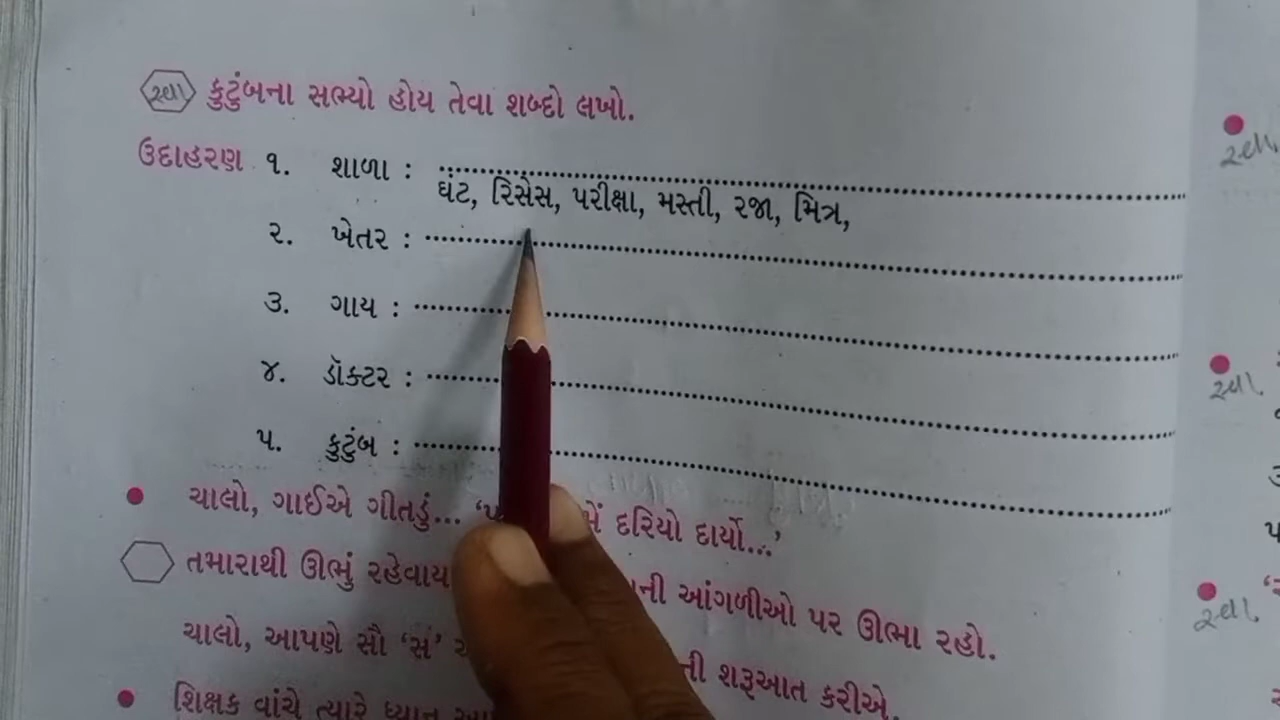 સ્વા કુટુંબના સભ્યો હોય તેવા શબ્દો લખો.
ઉદાહરણ ૧. શાળા :
ઘંટ, રિસેસ, પરીક્ષા, મસ્તી, રજા, મિત્ર,
૨. ખેતર :
૩. ગાય :
૪. ડૉક્ટર :
૫. કુટુંબ :
• ચાલો, ગાઈએ ગીતડું... દરિયો દાર્યો...’
તમારાથી ઊભું રહેવાય ની આંગળીઓ પર ઊભા રહો.
ચાલો, આપણે સૌ ‘સં’ ની શરૂઆત કરીએ.
• શિક્ષક વાંચે ત્યારે ધ્યાન
સ્વા.
સ્વા.
સ્વા.